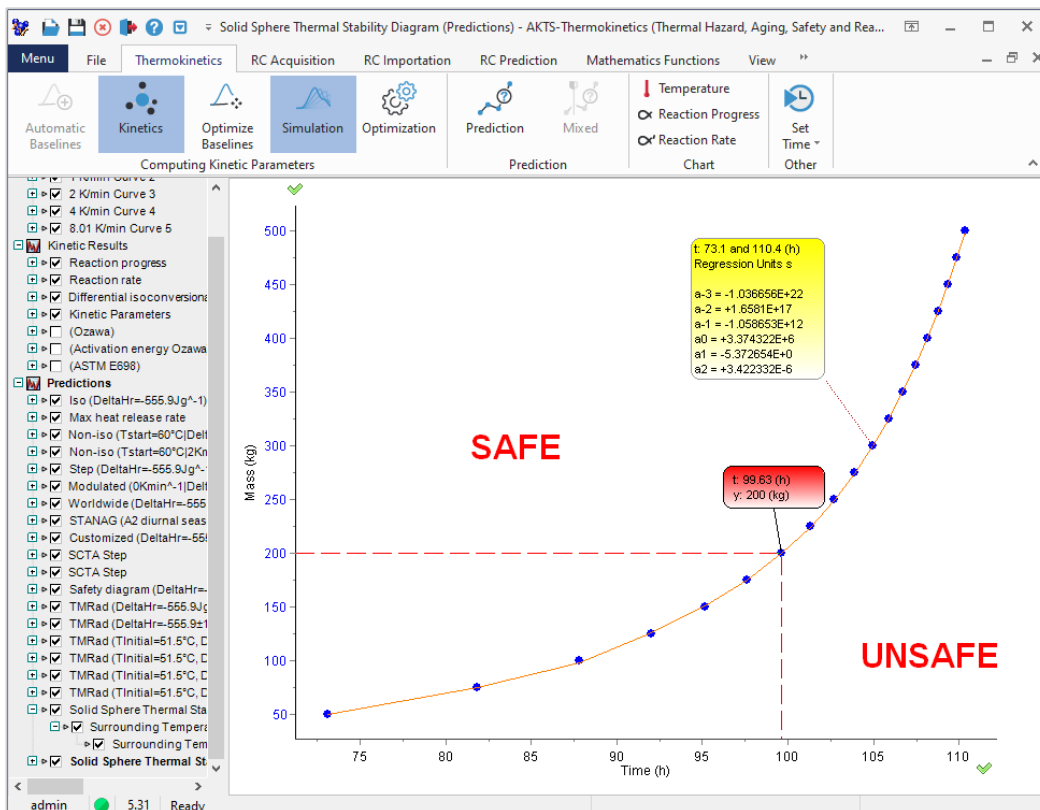 Solid Sphere Thermal Stability Diagram (Predictions) - AKTS-Thermokinetics (Thermal Hazard, Aging, Safety and Rea...
Menu File Thermokinetics RC Acquisition RC Importation RC Prediction Mathematics Functions View
Automatic Baselines
Kinetics
Optimize Baselines
Simulation
Optimization
Computing Kinetic Parameters
Prediction
Mixed
Prediction
Temperature
Reaction Progress
Reaction Rate
Chart
Set Time
Other
2 K/min Curve 3
4 K/min Curve 4
8.01 K/min Curve 5
Kinetic Results
Reaction progress
Reaction rate
Differential isoconversiona
Kinetic Parameters
(Ozawa)
(Activation energy Ozawa
(ASTM E698)
Predictions
Iso (DeltaHr=-555.9Jg^-1)
Max heat release rate
Non-iso (Tstart=60°C|Delt
Non-iso (Tstart=60°C|2Km
Step (DeltaHr=-555.9Jg^-
Modulated (0Kmin^-1|Del
Worldwide (DeltaHr=-555
STANAG (A2 diurnal seas
Customized (DeltaHr=-55
SCTA Step
SCTA Step
Safety diagram (DeltaHr=-
TMRad (DeltaHr=-555.9Jg
TMRad (DeltaHr=-555.9±1
TMRad (TInitial=51.5°C, D
TMRad (TInitial=51.5°C, D
TMRad (TInitial=51.5°C, D
TMRad (TInitial=51.5°C, D
Solid Sphere Thermal Sta
Surrounding Tempera
Surrounding Tem
Solid Sphere Thermal St
500
450
400
350
300
250
200
150
100
50
Mass (kg)
t: 73.1 and 110.4 (h)
Regression Units s
a-3 = -1.036656E+22
a-2 = +1.6581E+17
a-1 = -1.058653E+12
a0 = +3.374322E+6
a1 = -5.372654E+0
a2 = +3.422332E-6
SAFE
t: 99.63 (h)
y: 200 (kg)
UNSAFE
75 80 85 90 95 100 105 110
Time (h)
admin 5.31 Ready